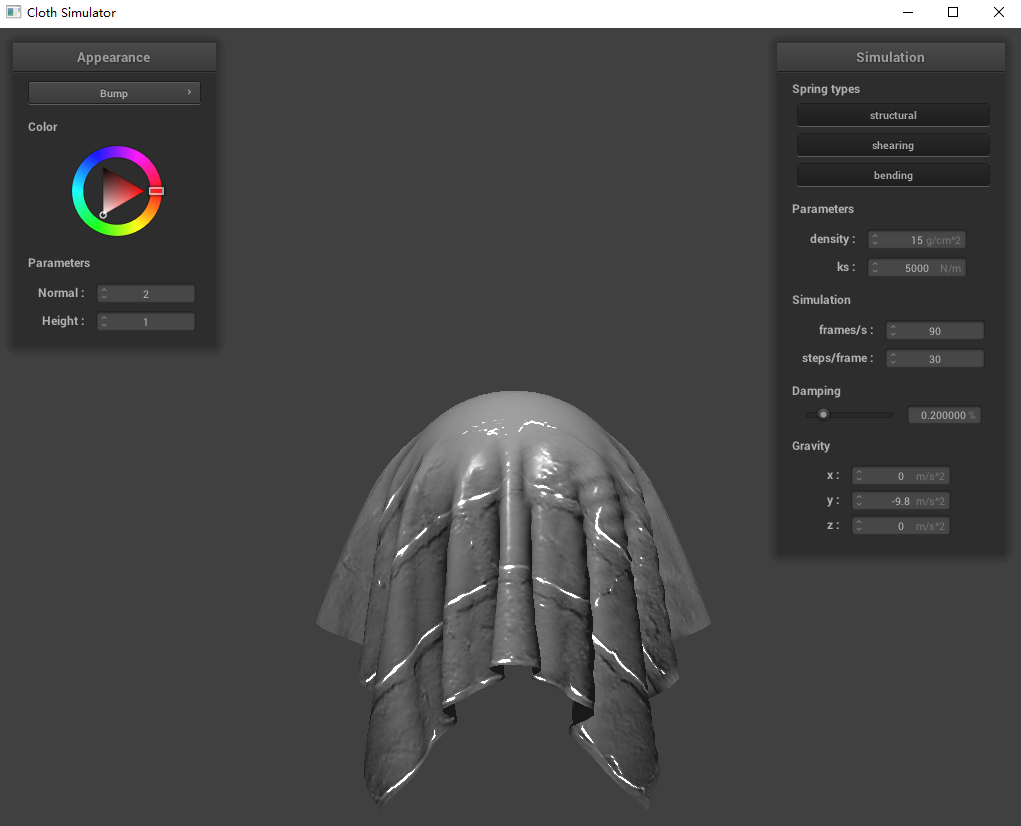 Cloth Simulator
Appearance
Bump
Color
Parameters
Normal : 2
Height : 1
Simulation
Spring types
structural
shearing
bending
Parameters
density : 15 g/cm^2
ks : 5000 N/m
Simulation
frames/s : 90
steps/frame : 30
Damping
0.200000 %
Gravity
x : 0 m/s^2
y : -9.8 m/s^2
z : 0 m/s^2